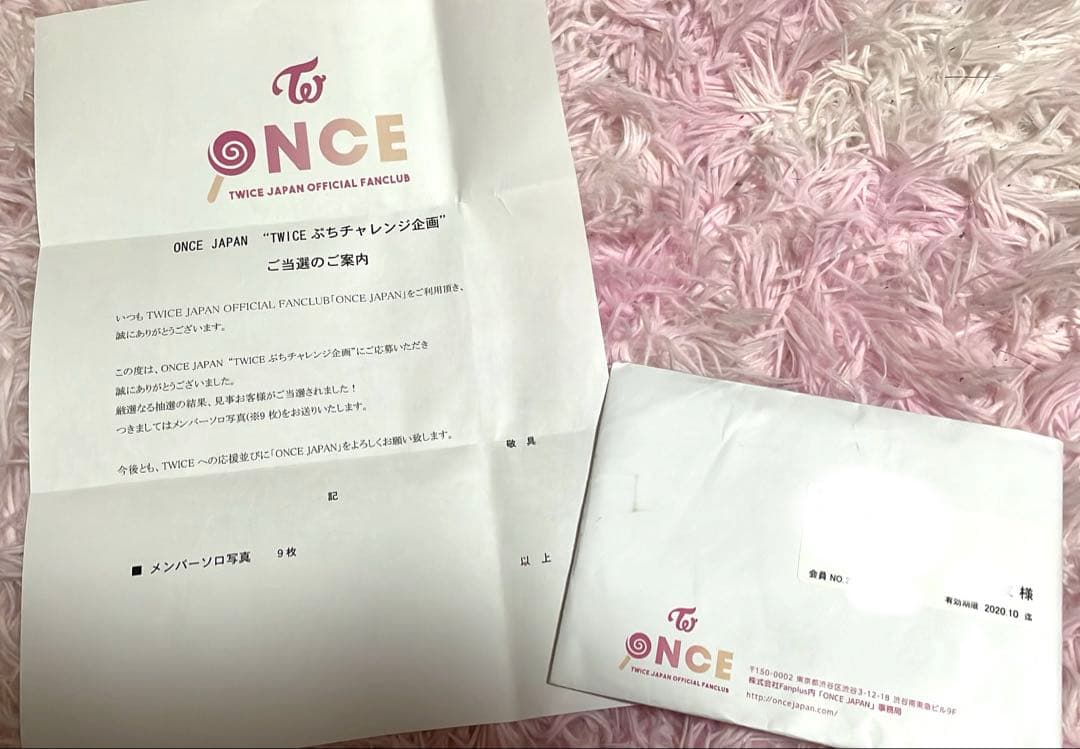 TW
ONCE
TWICE JAPAN OFFICIAL FANCLUB
ONCE JAPAN “TWICE ぷちチャレンジ企画”
ご当選のご案内
いつも TWICE JAPAN OFFICIAL FANCLUB「ONCE JAPAN」をご利用頂き、
誠にありがとうございます。
この度は、ONCE JAPAN “TWICE ぷちチャレンジ企画”にご応募いただき
誠にありがとうございました。
厳選なる抽選の結果、見事お客様がご当選されました！
つきましてはメンバーソロ写真(※9 枚)をお送りいたします。
今後とも、TWICE への応援並びに「ONCE JAPAN」をよろしくお願い致します。
敬 具
記
■ メンバーソロ写真 9 枚
以 上
会員 NO.2
様
有効期限 2020.10 迄
TW
ONCE
TWICE JAPAN OFFICIAL FANCLUB
〒150-0002 東京都渋谷区渋谷3-12-18 渋谷南東急ビル9F
株式会社Fanplus内「ONCE JAPAN」事務局
http://oncejapan.com/